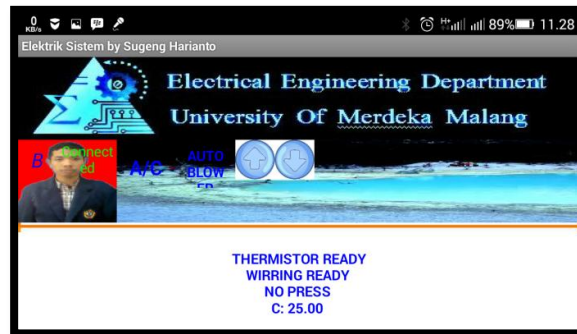 0
KB/s
H+
89% 11.28
Elektrik Sistem by Sugeng Harianto
Electrical Engineering Department
University Of Merdeka Malang
B
Connect
ed
A/C
AUTO
BLOW
ER
THERMISTOR READY
WIRRING READY
NO PRESS
C: 25.00